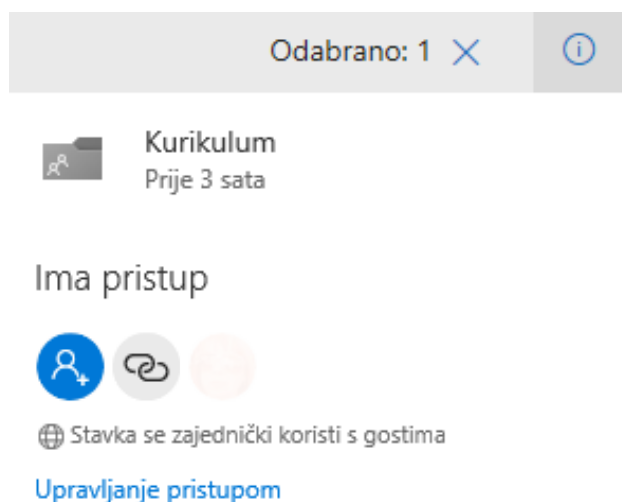 Odabrano: 1
Kurikulum
Prije 3 sata
Ima pristup
Stavka se zajednički koristi s gostima
Upravljanje pristupom